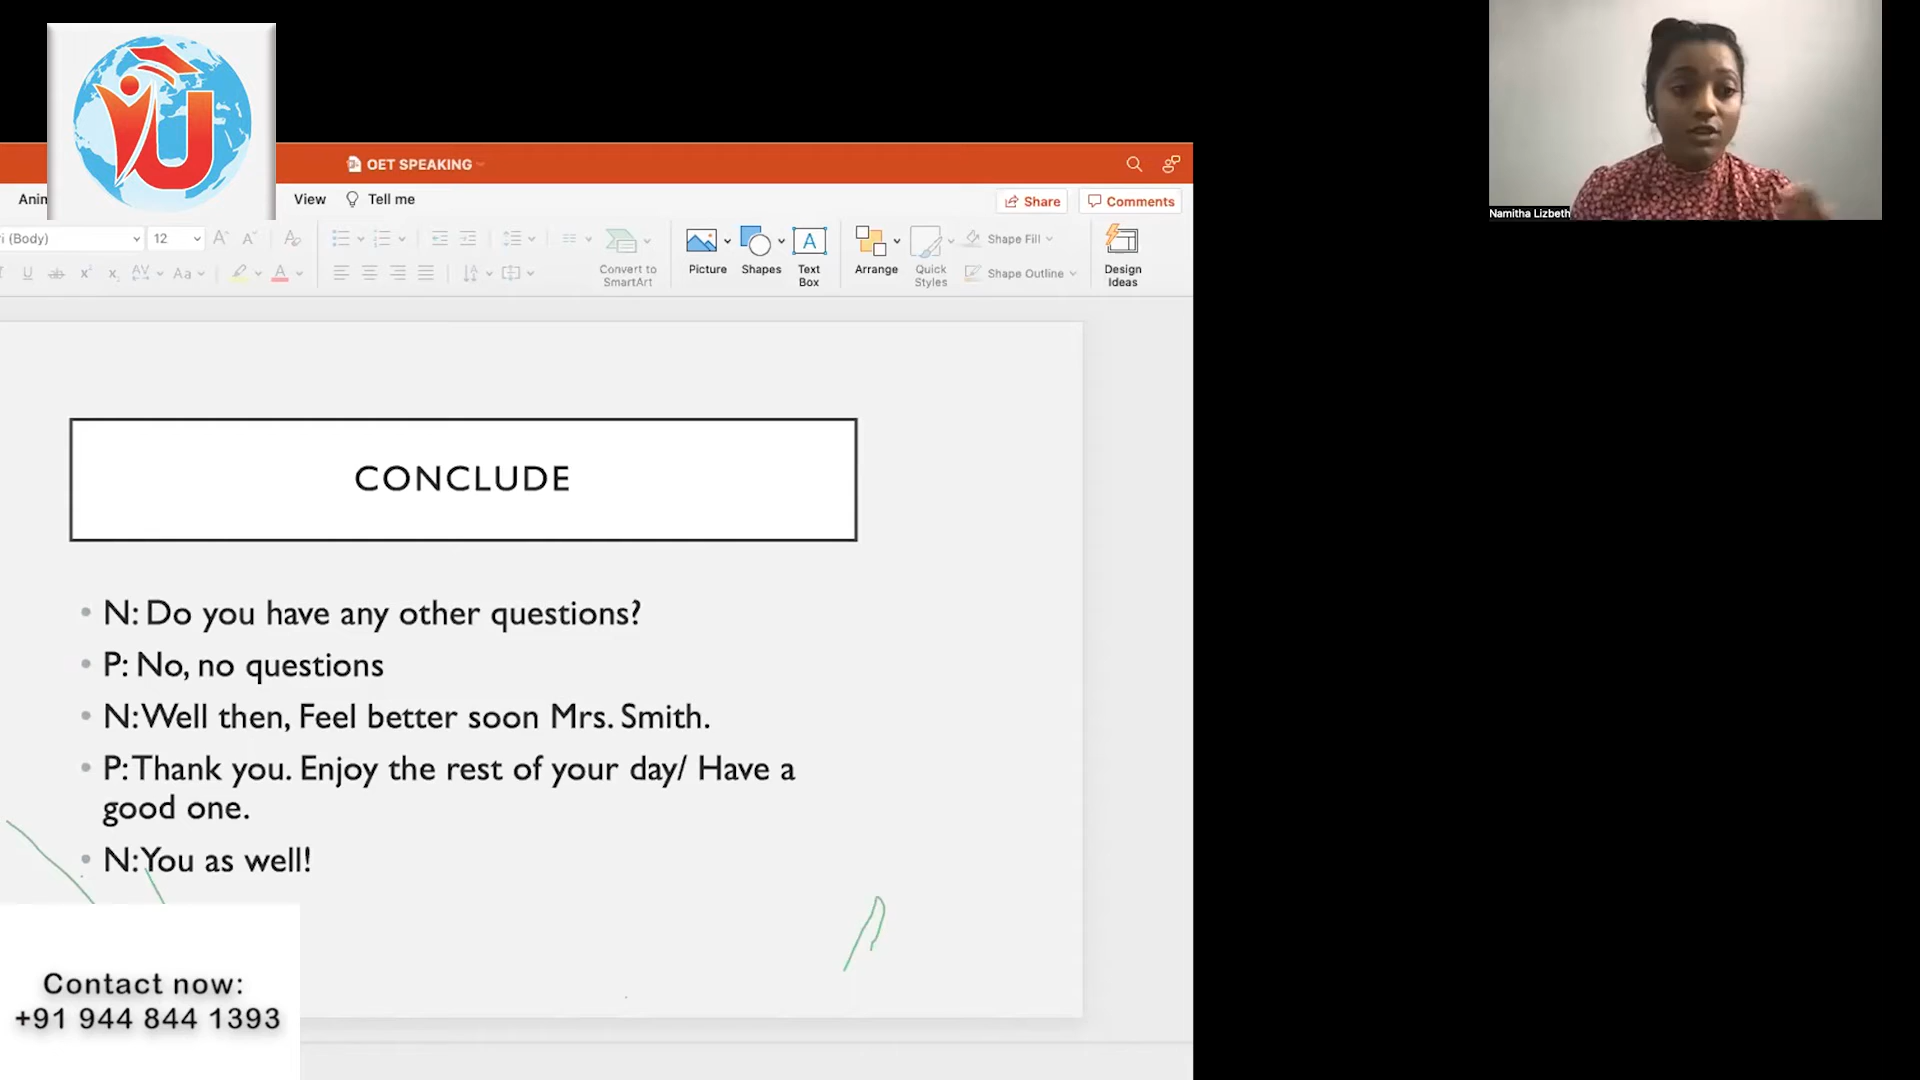 OET SPEAKING
Anim
View
Tell me
Share
Comments
i (Body)
12
Aa
Convert to
SmartArt
Picture
Shapes
Text
Box
Arrange
Quick
Styles
Shape Fill
Shape Outline
Design
Ideas
Namitha Lizbeth
CONCLUDE
• N: Do you have any other questions?
• P: No, no questions
• N: Well then, Feel better soon Mrs. Smith.
• P: Thank you. Enjoy the rest of your day/ Have a
good one.
• N: You as well!
Contact now:
+91 944 844 1393